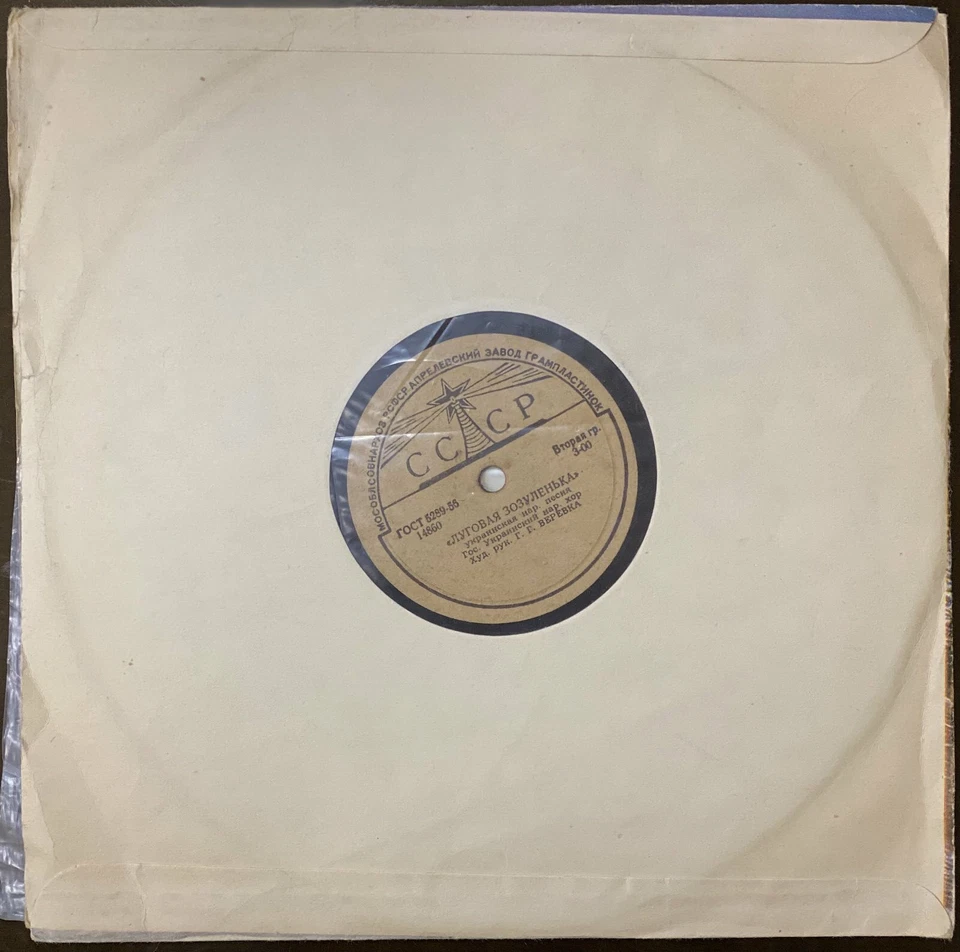 МОСОБЛСОВНАРХОЗ РСФСР АПРЕЛЕВСКИЙ ЗАВОД ГРАМПЛАСТИНОК
СССР
Вторая гр.
3-00
ГОСТ 5289-56
14860
«ЛУГОВАЯ ЗОЗУЛЕНЬКА»
украинская нар. песня
Гос. Украинский нар. хор
Худ. рук. Г. Г. ВЕРЁВКА